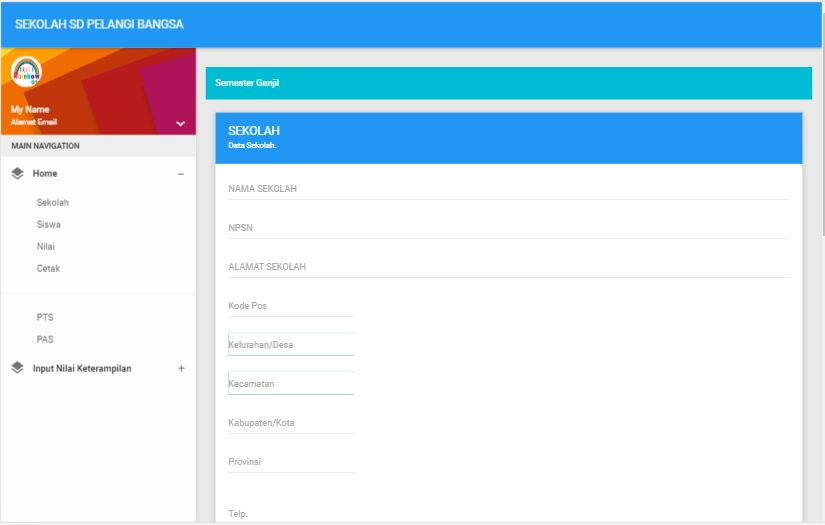 SEKOLAH SD PELANGI BANGSA
Rainbow
My Name
Alamat Email
MAIN NAVIGATION
Home
Sekolah
Siswa
Nilai
Cetak
PTS
PAS
Input Nilai Keterampilan
Semester Ganjil
SEKOLAH
Data Sekolah.
NAMA SEKOLAH
NPSN
ALAMAT SEKOLAH
Kode Pos
Kelurahan/Desa
Kecamatan
Kabupaten/Kota
Provinsi
Telp.